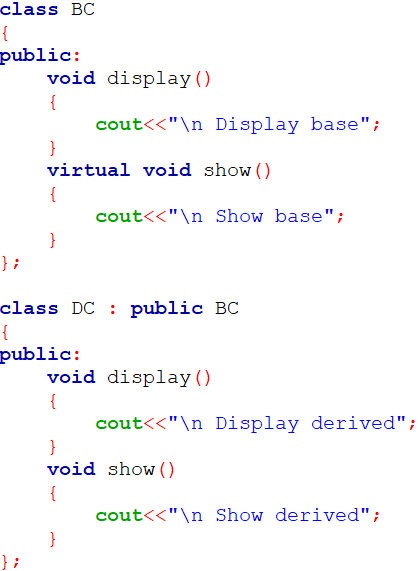 class BC
{
public:
    void display()
    {
        cout<<"\n Display base";
    }
    virtual void show()
    {
        cout<<"\n Show base";
    }
};

class DC : public BC
{
public:
    void display()
    {
        cout<<"\n Display derived";
    }
    void show()
    {
        cout<<"\n Show derived";
    }
};